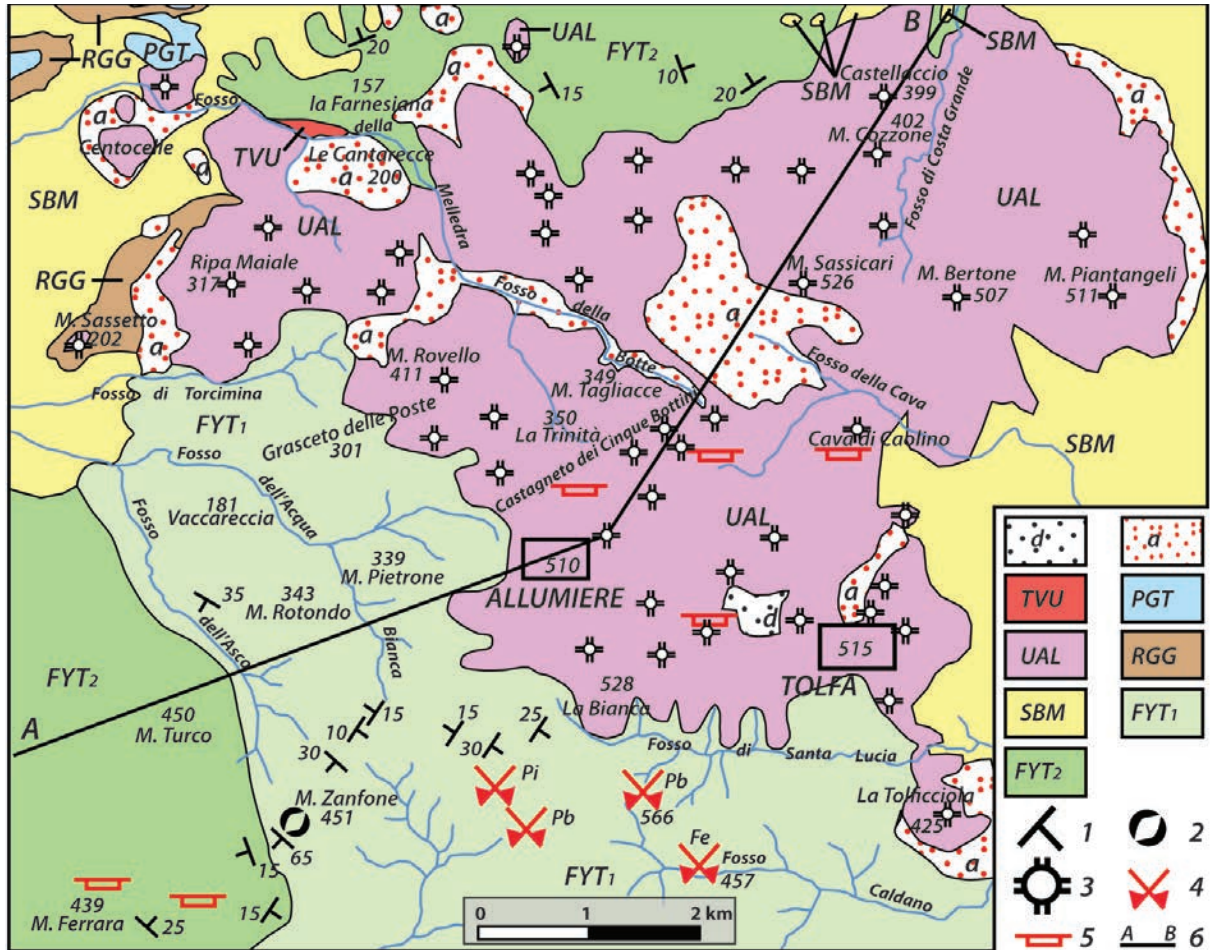 RGG
PGT
20
a
UAL
FYT2
B
SBM
157
la Farnesiana
10
15
20
SBM
Castellaccio
399
a
Fosso
della
a
402
M. Cozzone
Centocelle
TVU
Le Cantarecce
a
200
a
Fosso di Costa Grande
SBM
Melledra
UAL
UAL
RGG
Ripa Maiale
317
M. Sassicari
526
M. Bertone
507
M. Piantangeli
511
Fosso
della
Botte
M. Sassetto
202
a
a
M. Rovello
411
349
M. Tagliacce
a
Fosso della Cava
Fosso di Torcimina
350
La Trinità
FYT1
Grasceto delle Poste
301
Castagneto dei Cinque Bottini
Cava di Cablino
SBM
Fosso
dell'Acqua
Bianca
181
Vaccareccia
Fosso
dell'Asco
UAL
339
M. Pietrone
510
ALLUMIERE
35
343
M. Rotondo
d
a
515
TOLFA
FYT2
528
La Bianca
A
450
M. Turco
15
10
15
25
30
30
Fosso di Santa Lucia
M. Zanfone
451
Pi
Pb
Pb
566
La Tolficciola
425
65
15
Fe
Fosso
457
a
FYT1
Caldano
439
M. Ferrara
25
15
0 1 2 km
d a
TVU PGT
UAL RGG
SBM FYT1
FYT2
1 2
3 4
5 A B 6